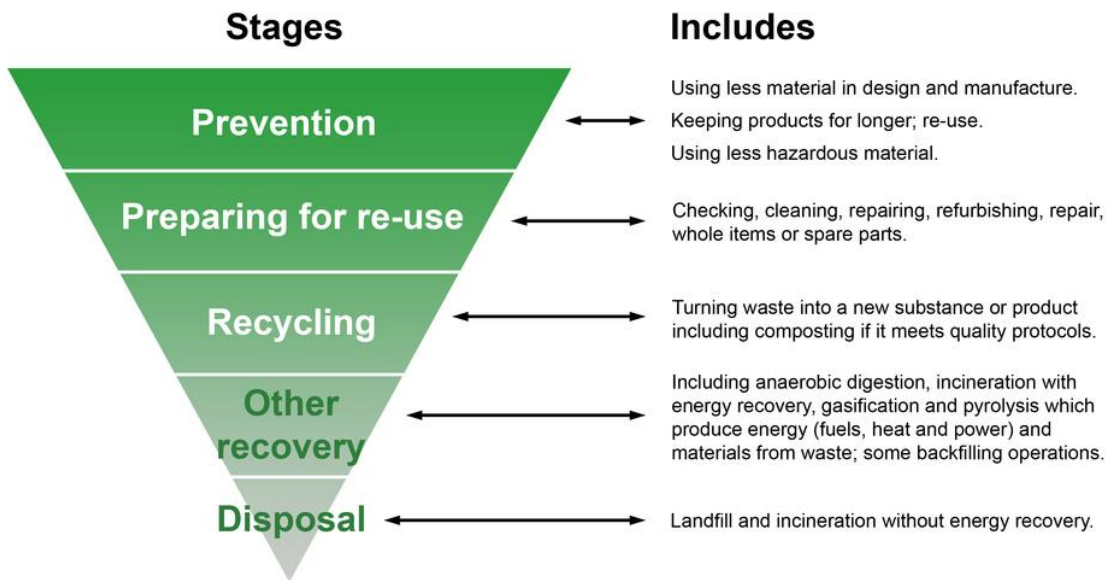 Stages
Includes
Prevention
Using less material in design and manufacture.
Keeping products for longer; re-use.
Using less hazardous material.
Preparing for re-use
Checking, cleaning, repairing, refurbishing, repair,
whole items or spare parts.
Recycling
Turning waste into a new substance or product
including composting if it meets quality protocols.
Other
recovery
Including anaerobic digestion, incineration with
energy recovery, gasification and pyrolysis which
produce energy (fuels, heat and power) and
materials from waste; some backfilling operations.
Disposal
Landfill and incineration without energy recovery.